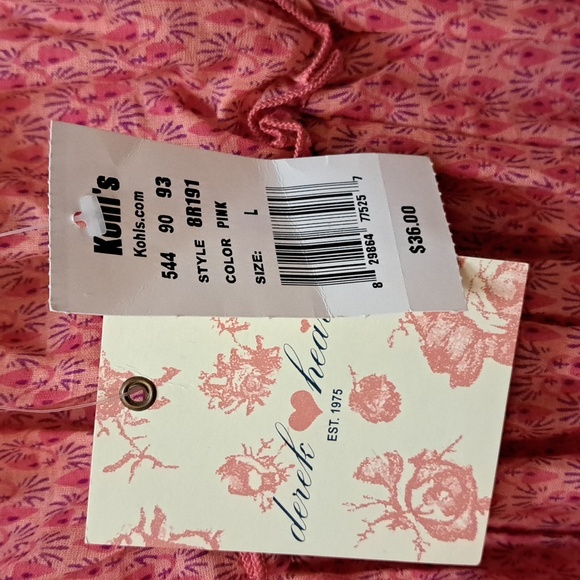 Kohl's
Kohls.com
544 90 93
STYLE 8R191
COLOR PINK
SIZE: L
8 29864 77525 7
$36.00
derek hear
EST. 1975